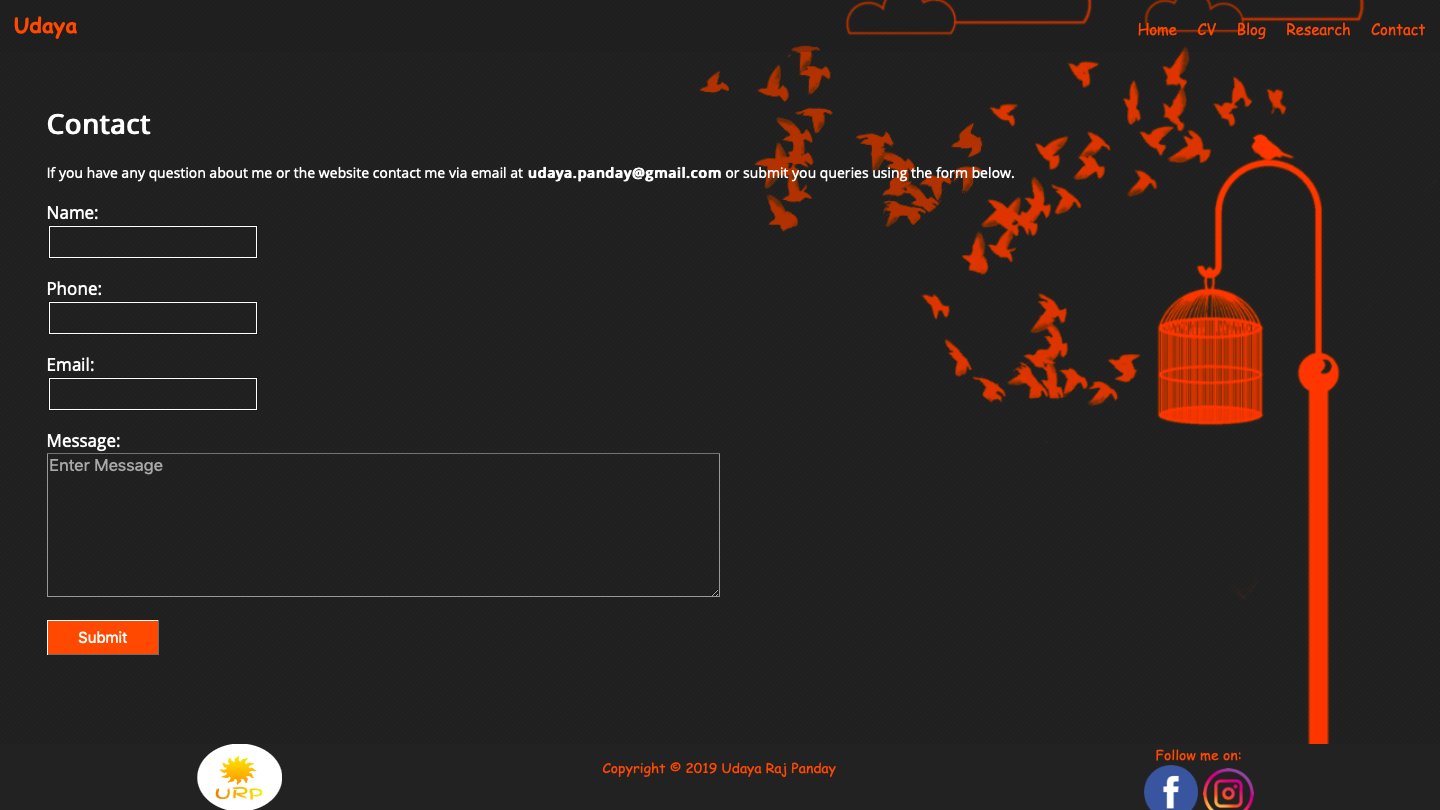 Udaya
Home CV Blog Research Contact
Contact
If you have any question about me or the website contact me via email at udaya.panday@gmail.com or submit you queries using the form below.
Name:
Phone:
Email:
Message:
Enter Message
Submit
URP
Copyright © 2019 Udaya Raj Panday
Follow me on:
f